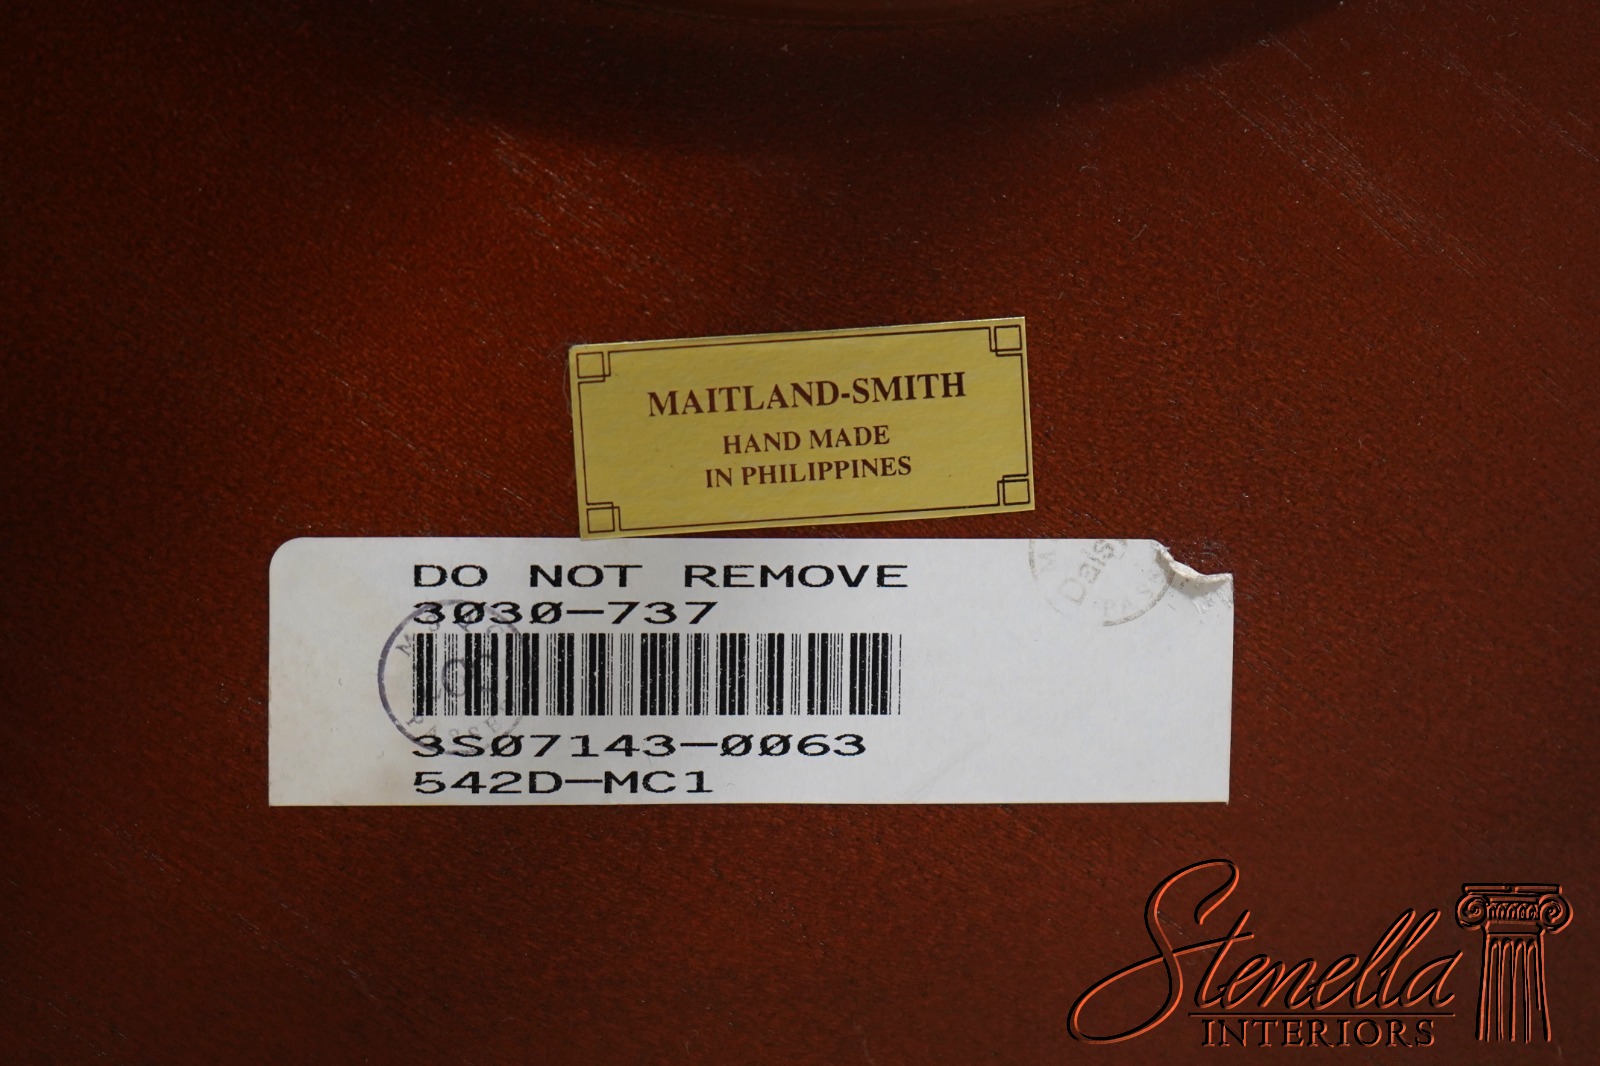 MAITLAND-SMITH
HAND MADE
IN PHILIPPINES
DO NOT REMOVE
3030-737
3S07143-0063
542D-MC1
Stenella
INTERIORS